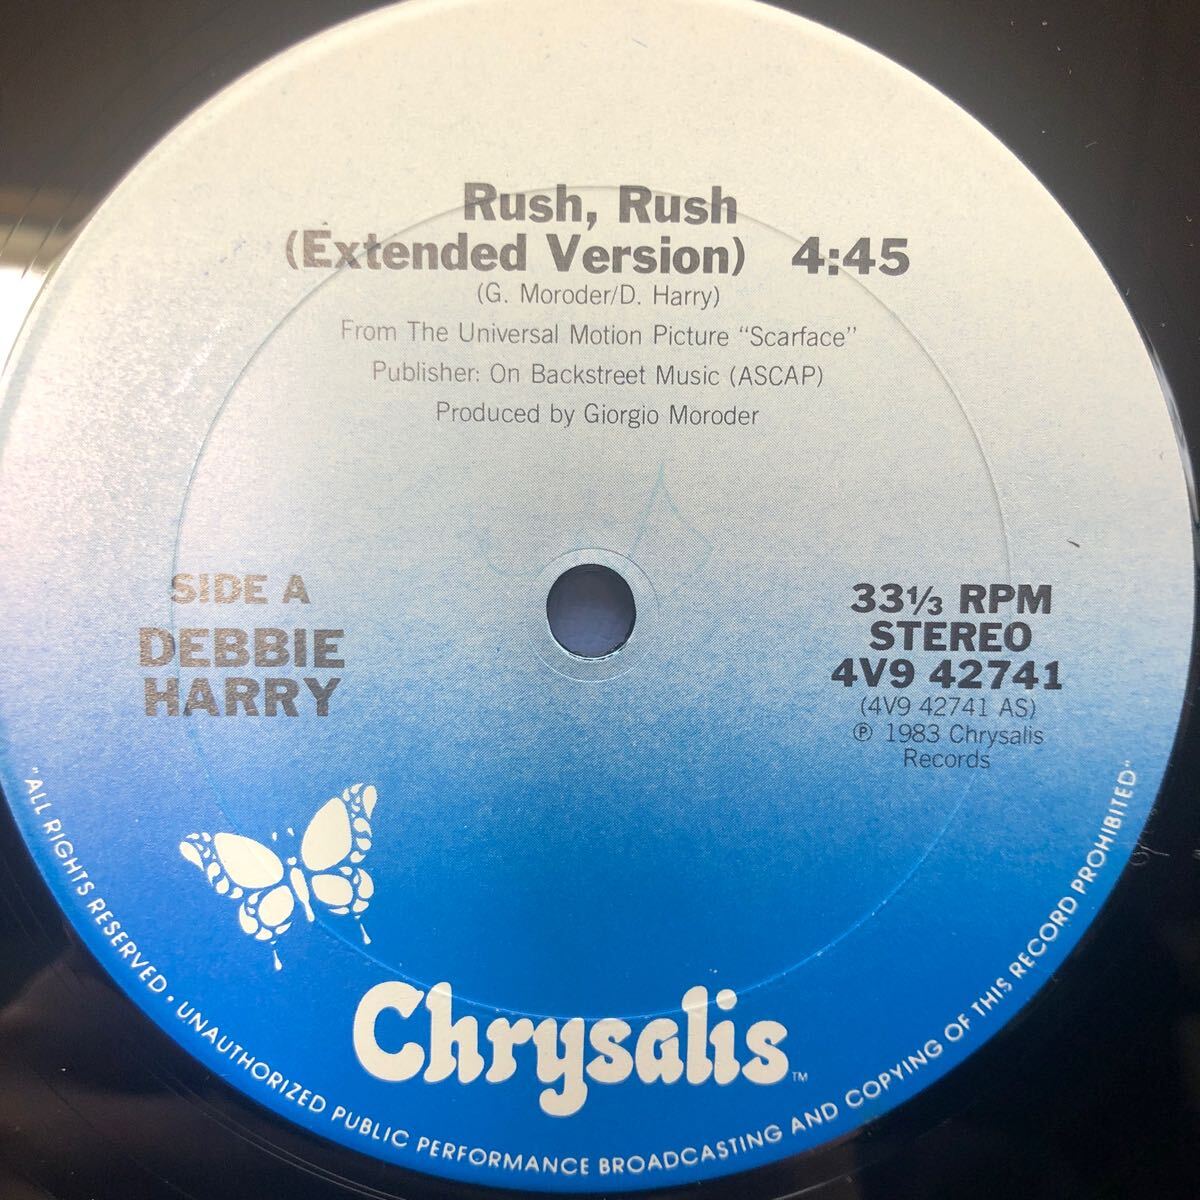 Rush, Rush
(Extended Version) 4:45
(G. Moroder/D. Harry)
From The Universal Motion Picture "Scarface"
Publisher: On Backstreet Music (ASCAP)
Produced by Giorgio Moroder
SIDE A
DEBBIE
HARRY
33⅓ RPM
STEREO
4V9 42741
(4V9 42741 AS)
℗ 1983 Chrysalis
Records
Chrysalis™
"ALL RIGHTS RESERVED • UNAUTHORIZED PUBLIC PERFORMANCE BROADCASTING AND COPYING OF THIS RECORD PROHIBITED"